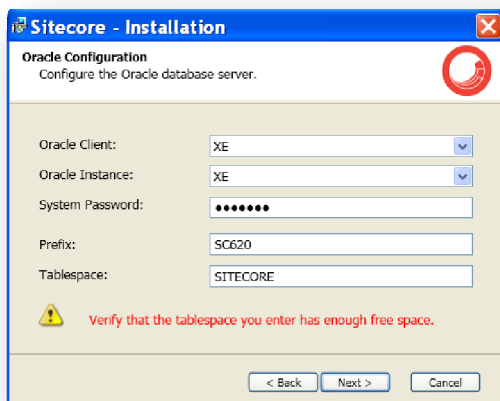 Sitecore - Installation
Oracle Configuration
Configure the Oracle database server.
Oracle Client: XE
Oracle Instance: XE
System Password: ●●●●●●●
Prefix: SC620
Tablespace: SITECORE
Verify that the tablespace you enter has enough free space.
< Back Next > Cancel